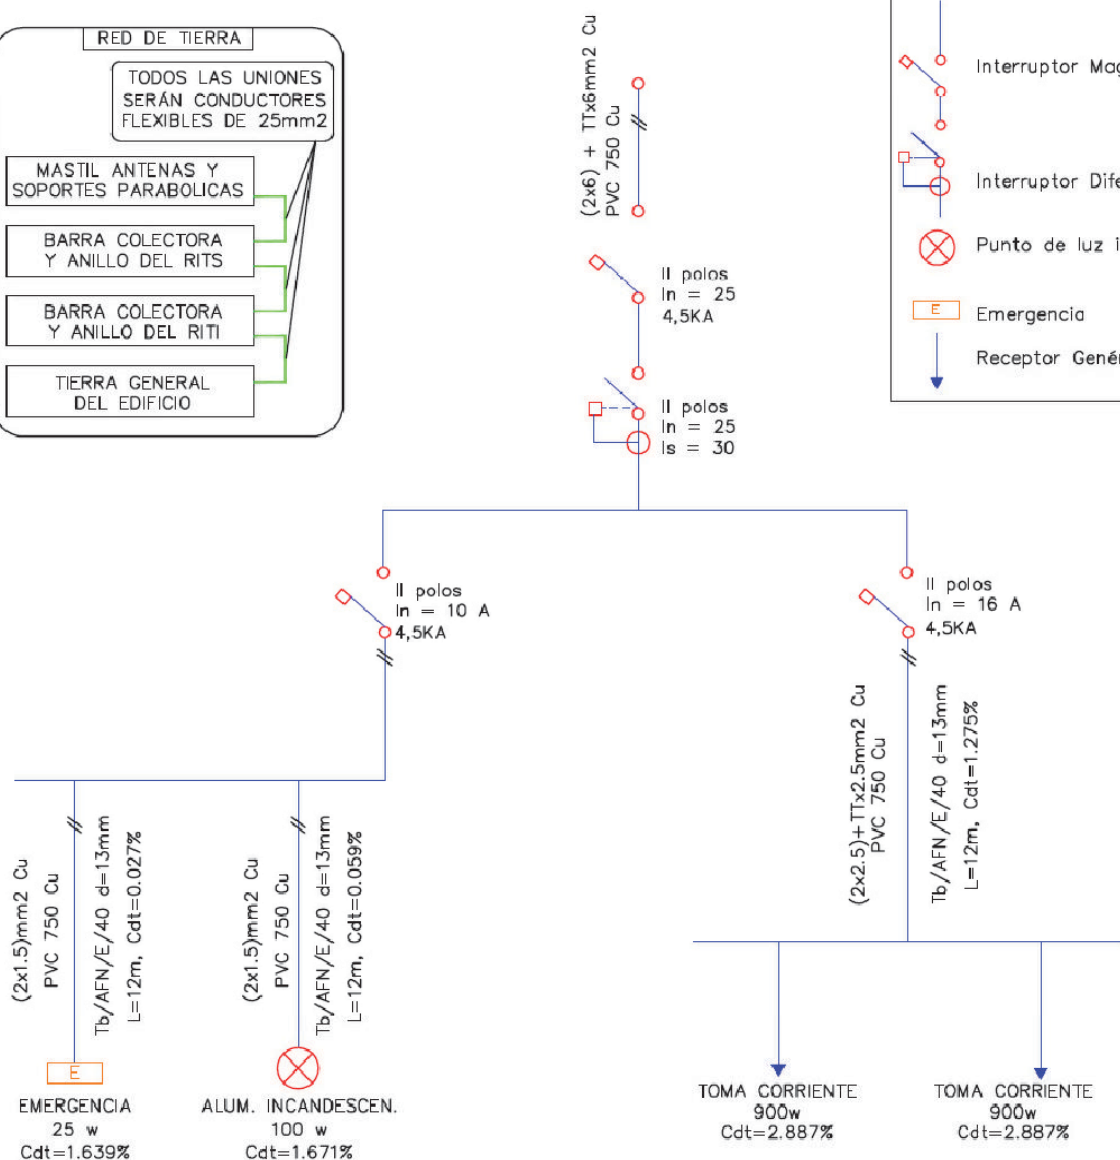 RED DE TIERRA
TODOS LAS UNIONES
SERÁN CONDUCTORES
FLEXIBLES DE 25mm2
MASTIL ANTENAS Y
SOPORTES PARABOLICAS
BARRA COLECTORA
Y ANILLO DEL RITS
BARRA COLECTORA
Y ANILLO DEL RITI
TIERRA GENERAL
DEL EDIFICIO
(2x6) + TTx6mm2 Cu
PVC 750 Cu
II polos
In = 25
4,5KA
II polos
In = 25
Is = 30
Interruptor Mag
Interruptor Dife
Punto de luz i
E
Emergencia
Receptor Genér
II polos
In = 10 A
4,5KA
II polos
In = 16 A
4,5KA
(2x1.5)mm2 Cu
PVC 750 Cu
Tb/AFN/E/40 d=13mm
L=12m, Cdt=0.027%
(2x1.5)mm2 Cu
PVC 750 Cu
Tb/AFN/E/40 d=13mm
L=12m, Cdt=0.059%
(2x2.5)+TTx2.5mm2 Cu
PVC 750 Cu
Tb/AFN/E/40 d=13mm
L=12m, Cdt=1.275%
E
EMERGENCIA
25 w
Cdt=1.639%
ALUM. INCANDESCEN.
100 w
Cdt=1.671%
TOMA CORRIENTE
900w
Cdt=2.887%
TOMA CORRIENTE
900w
Cdt=2.887%